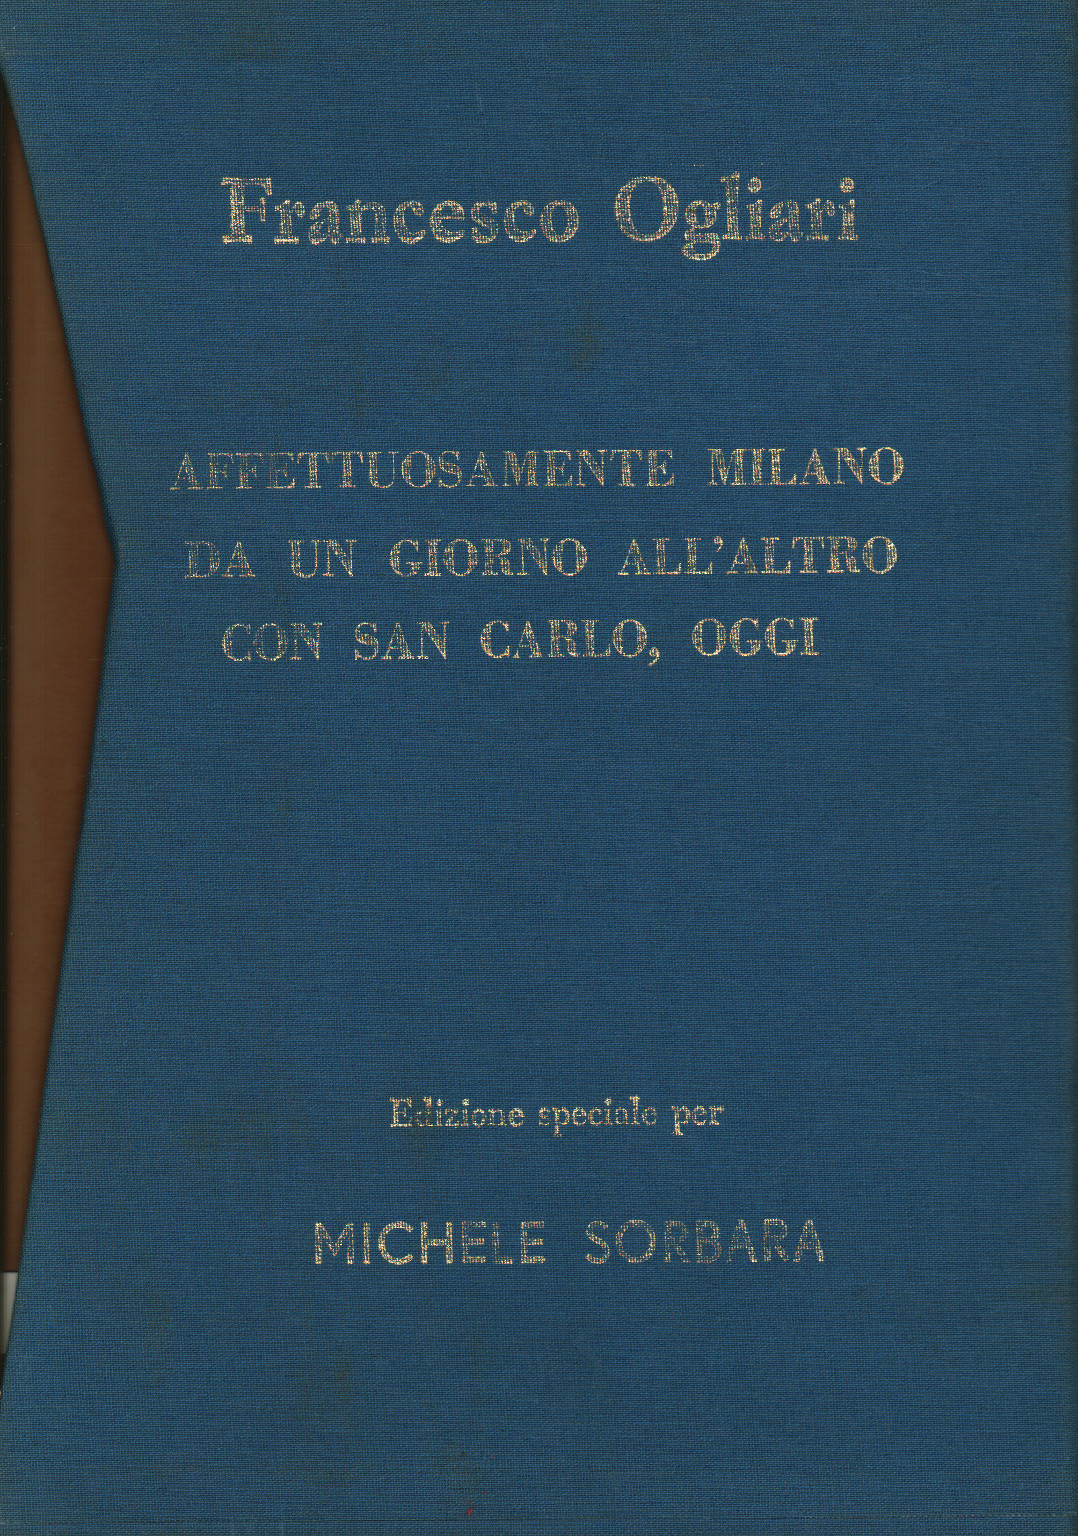 Francesco Ogliari
AFFETTUOSAMENTE MILANO
DA UN GIORNO ALL'ALTRO
CON SAN CARLO, OGGI
Edizione speciale per
MICHELE SORBARA